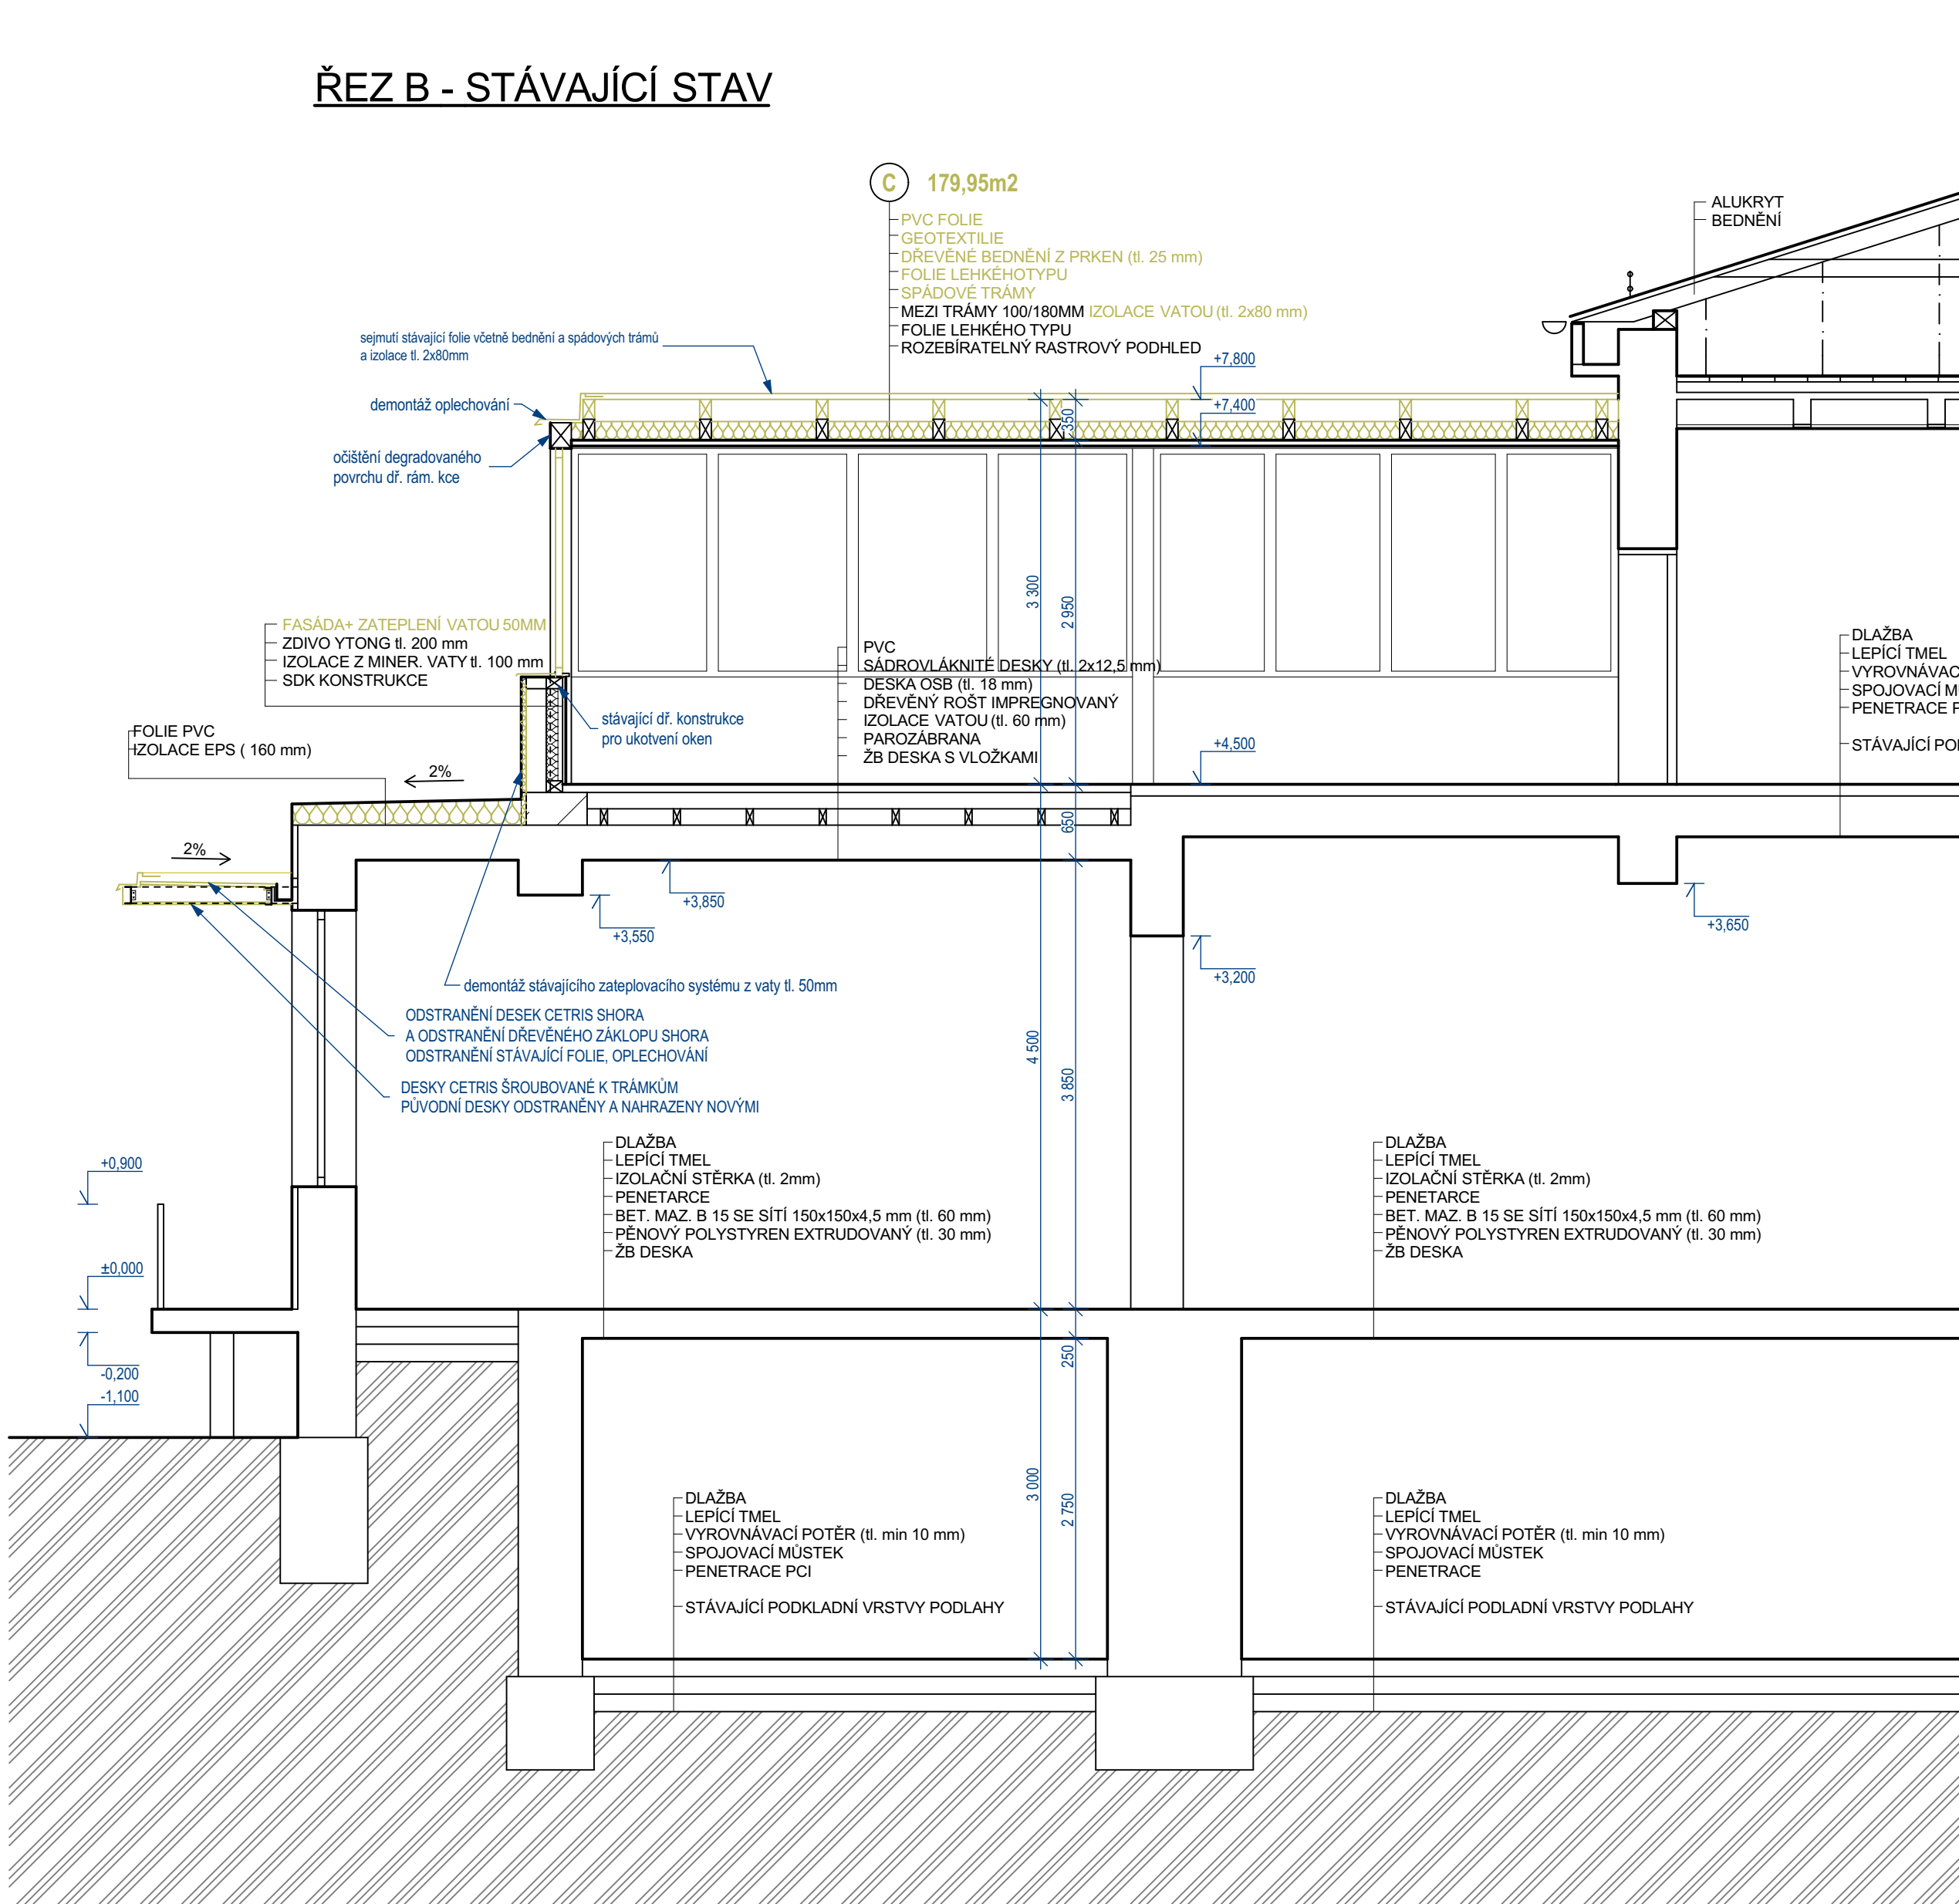 ŘEZ B - STÁVAJÍCÍ STAV
C 179,95m2
PVC FOLIE
GEOTEXTILIE
DŘEVĚNÉ BEDNĚNÍ Z PRKEN (tl. 25 mm)
FOLIE LEHKÉHOTYPU
SPÁDOVÉ TRÁMY
MEZI TRÁMY 100/180MM IZOLACE VATOU (tl. 2x80 mm)
FOLIE LEHKÉHO TYPU
ROZEBÍRATELNÝ RASTROVÝ PODHLED
ALUKRYT
BEDNĚNÍ
sejmutí stávající folie včetně bednění a spádových trámů
a izolace tl. 2x80mm
demontáž oplechování
očištění degradovaného
povrchu dř. rám. kce
+7,800
+7,400
350
3 300
2 950
FASÁDA+ ZATEPLENÍ VATOU 50MM
ZDIVO YTONG tl. 200 mm
IZOLACE Z MINER. VATY tl. 100 mm
SDK KONSTRUKCE
FOLIE PVC
IZOLACE EPS ( 160 mm)
2%
2%
stávající dř. konstrukce
pro ukotvení oken
PVC
SÁDROVLÁKNITÉ DESKY (tl. 2x12,5 mm)
DESKA OSB (tl. 18 mm)
DŘEVĚNÝ ROŠT IMPREGNOVANÝ
IZOLACE VATOU (tl. 60 mm)
PAROZÁBRANA
ŽB DESKA S VLOŽKAMI
+4,500
650
DLAŽBA
LEPÍCÍ TMEL
VYROVNÁVAC
SPOJOVACÍ M
PENETRACE P
STÁVAJÍCÍ POD
+3,850
+3,550
+3,200
+3,650
demontáž stávajícího zateplovacího systému z vaty tl. 50mm
ODSTRANĚNÍ DESEK CETRIS SHORA
A ODSTRANĚNÍ DŘEVĚNÉHO ZÁKLOPU SHORA
ODSTRANĚNÍ STÁVAJÍCÍ FOLIE, OPLECHOVÁNÍ
DESKY CETRIS ŠROUBOVANÉ K TRÁMKŮM
PŮVODNÍ DESKY ODSTRANĚNY A NAHRAZENY NOVÝMI
4 500
3 850
+0,900
±0,000
-0,200
-1,100
DLAŽBA
LEPÍCÍ TMEL
IZOLAČNÍ STĚRKA (tl. 2mm)
PENETARCE
BET. MAZ. B 15 SE SÍTÍ 150x150x4,5 mm (tl. 60 mm)
PĚNOVÝ POLYSTYREN EXTRUDOVANÝ (tl. 30 mm)
ŽB DESKA
DLAŽBA
LEPÍCÍ TMEL
IZOLAČNÍ STĚRKA (tl. 2mm)
PENETARCE
BET. MAZ. B 15 SE SÍTÍ 150x150x4,5 mm (tl. 60 mm)
PĚNOVÝ POLYSTYREN EXTRUDOVANÝ (tl. 30 mm)
ŽB DESKA
250
3 000
2 750
DLAŽBA
LEPÍCÍ TMEL
VYROVNÁVACÍ POTĚR (tl. min 10 mm)
SPOJOVACÍ MŮSTEK
PENETRACE PCI
STÁVAJÍCÍ PODKLADNÍ VRSTVY PODLAHY
DLAŽBA
LEPÍCÍ TMEL
VYROVNÁVACÍ POTĚR (tl. min 10 mm)
SPOJOVACÍ MŮSTEK
PENETRACE
STÁVAJÍCÍ PODLADNÍ VRSTVY PODLAHY